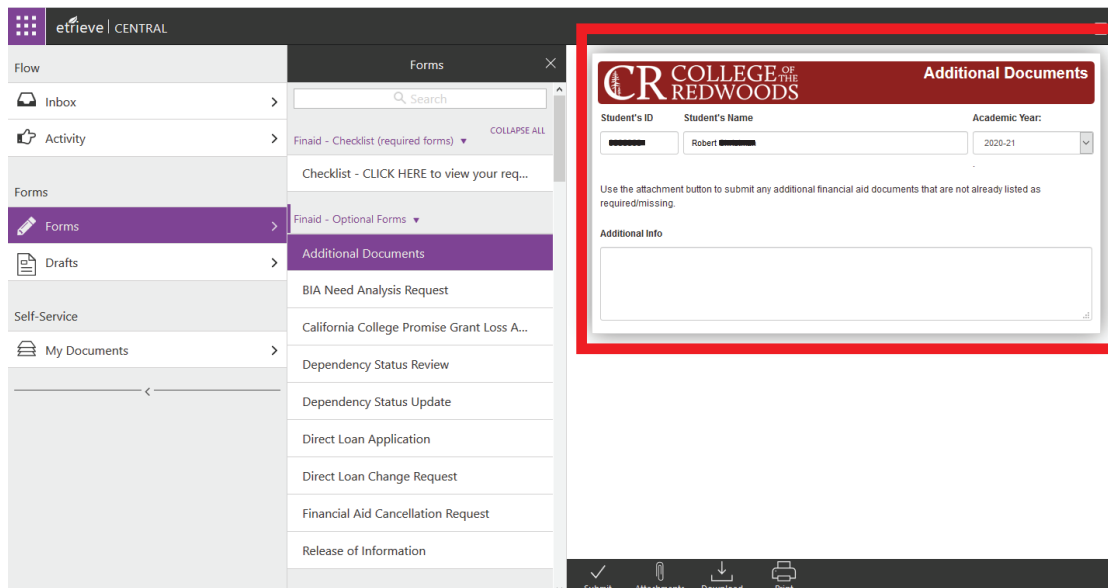 etrieve | CENTRAL
Flow
Inbox
Activity
Forms
Forms
Drafts
Self-Service
My Documents
Forms
Search
COLLAPSE ALL
Finaid - Checklist (required forms)
Checklist - CLICK HERE to view your req...
Finaid - Optional Forms
Additional Documents
BIA Need Analysis Request
California College Promise Grant Loss A...
Dependency Status Review
Dependency Status Update
Direct Loan Application
Direct Loan Change Request
Financial Aid Cancellation Request
Release of Information
CR COLLEGE OF THE REDWOODS
Additional Documents
Student's ID Student's Name Academic Year:
Robert 2020-21
Use the attachment button to submit any additional financial aid documents that are not already listed as
required/missing.
Additional Info
Submit Attachments Download Print